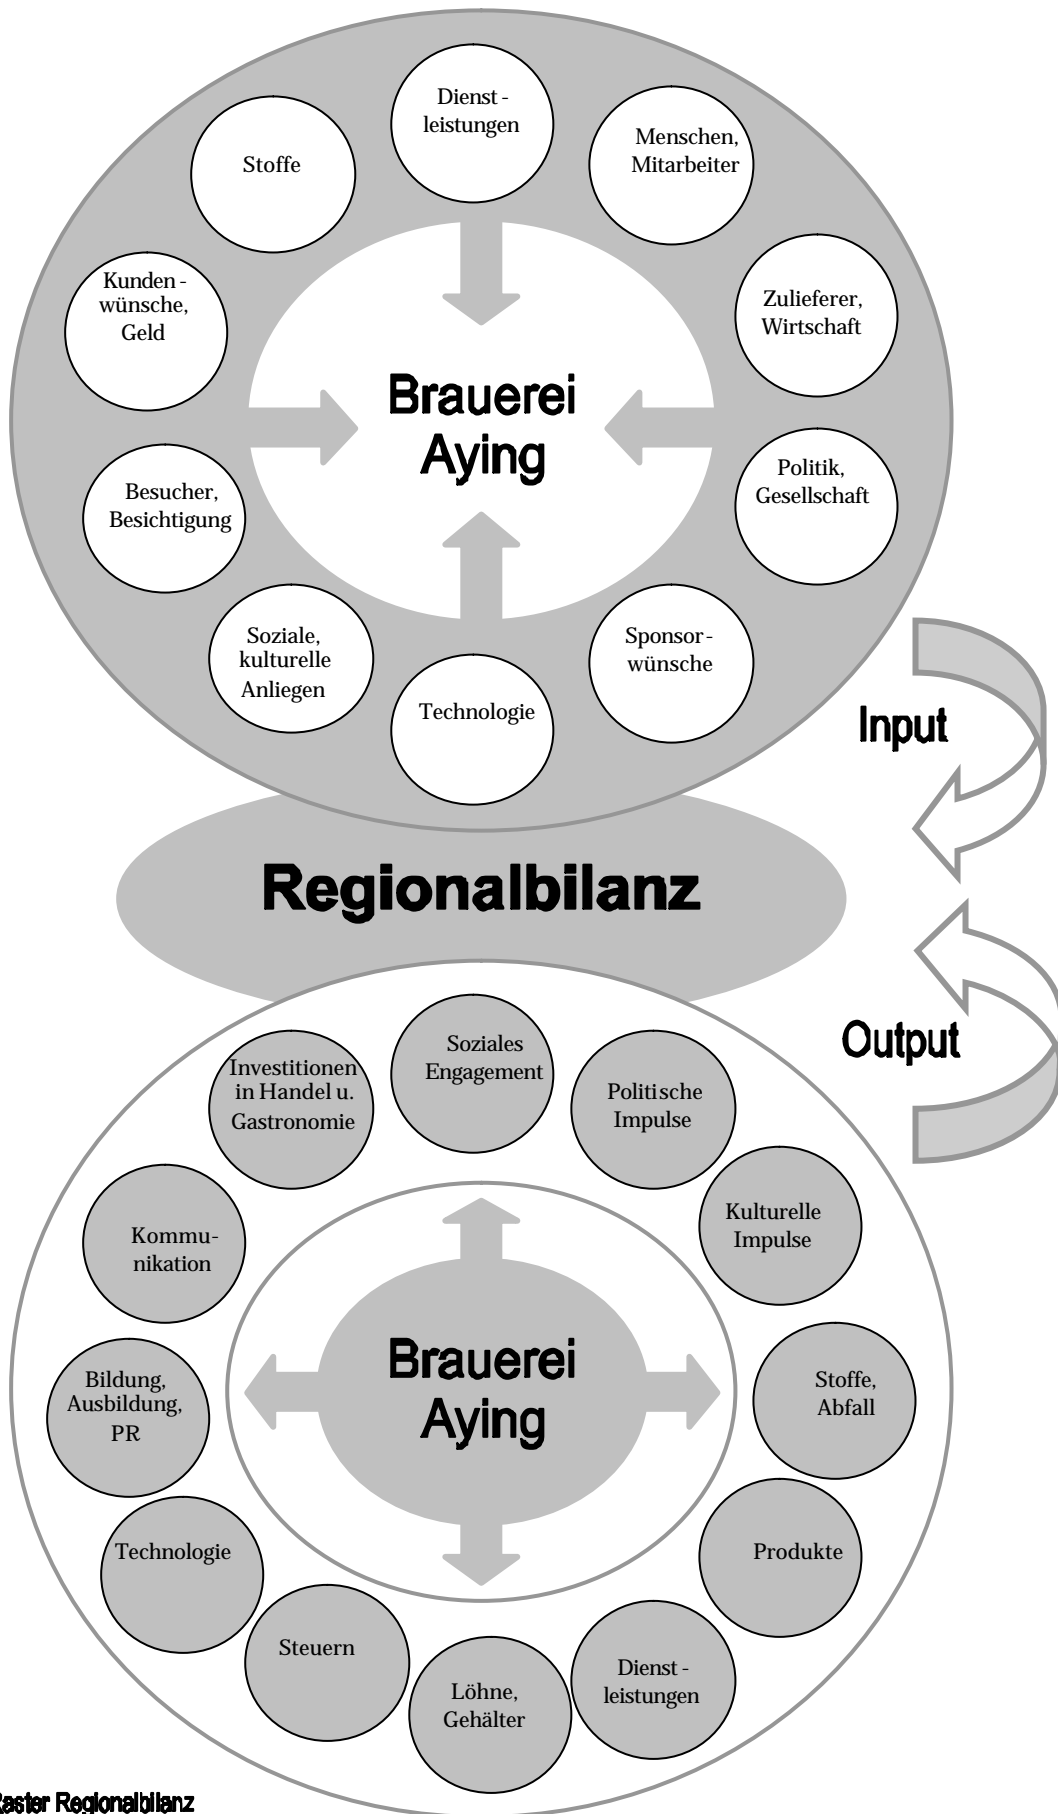 Dienst-
leistungen
Menschen,
Mitarbeiter
Stoffe
Kunden-
wünsche,
Geld
Zulieferer,
Wirtschaft
Brauerei
Aying
Besucher,
Besichtigung
Politik,
Gesellschaft
Soziale,
kulturelle
Anliegen
Sponsor-
wünsche
Technologie
Input
Regionalbilanz
Output
Soziales
Engagement
Investitionen
in Handel u.
Gastronomie
Politische
Impulse
Kommu-
nikation
Kulturelle
Impulse
Brauerei
Aying
Bildung,
Ausbildung,
PR
Stoffe,
Abfall
Technologie
Produkte
Steuern
Löhne,
Gehälter
Dienst-
leistungen
Raster Regionalbilanz